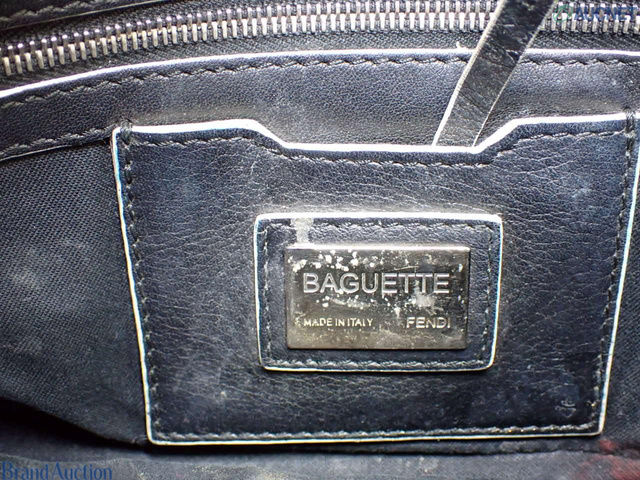 BAGUETTE
MADE IN ITALY FENDI
Brand Auction